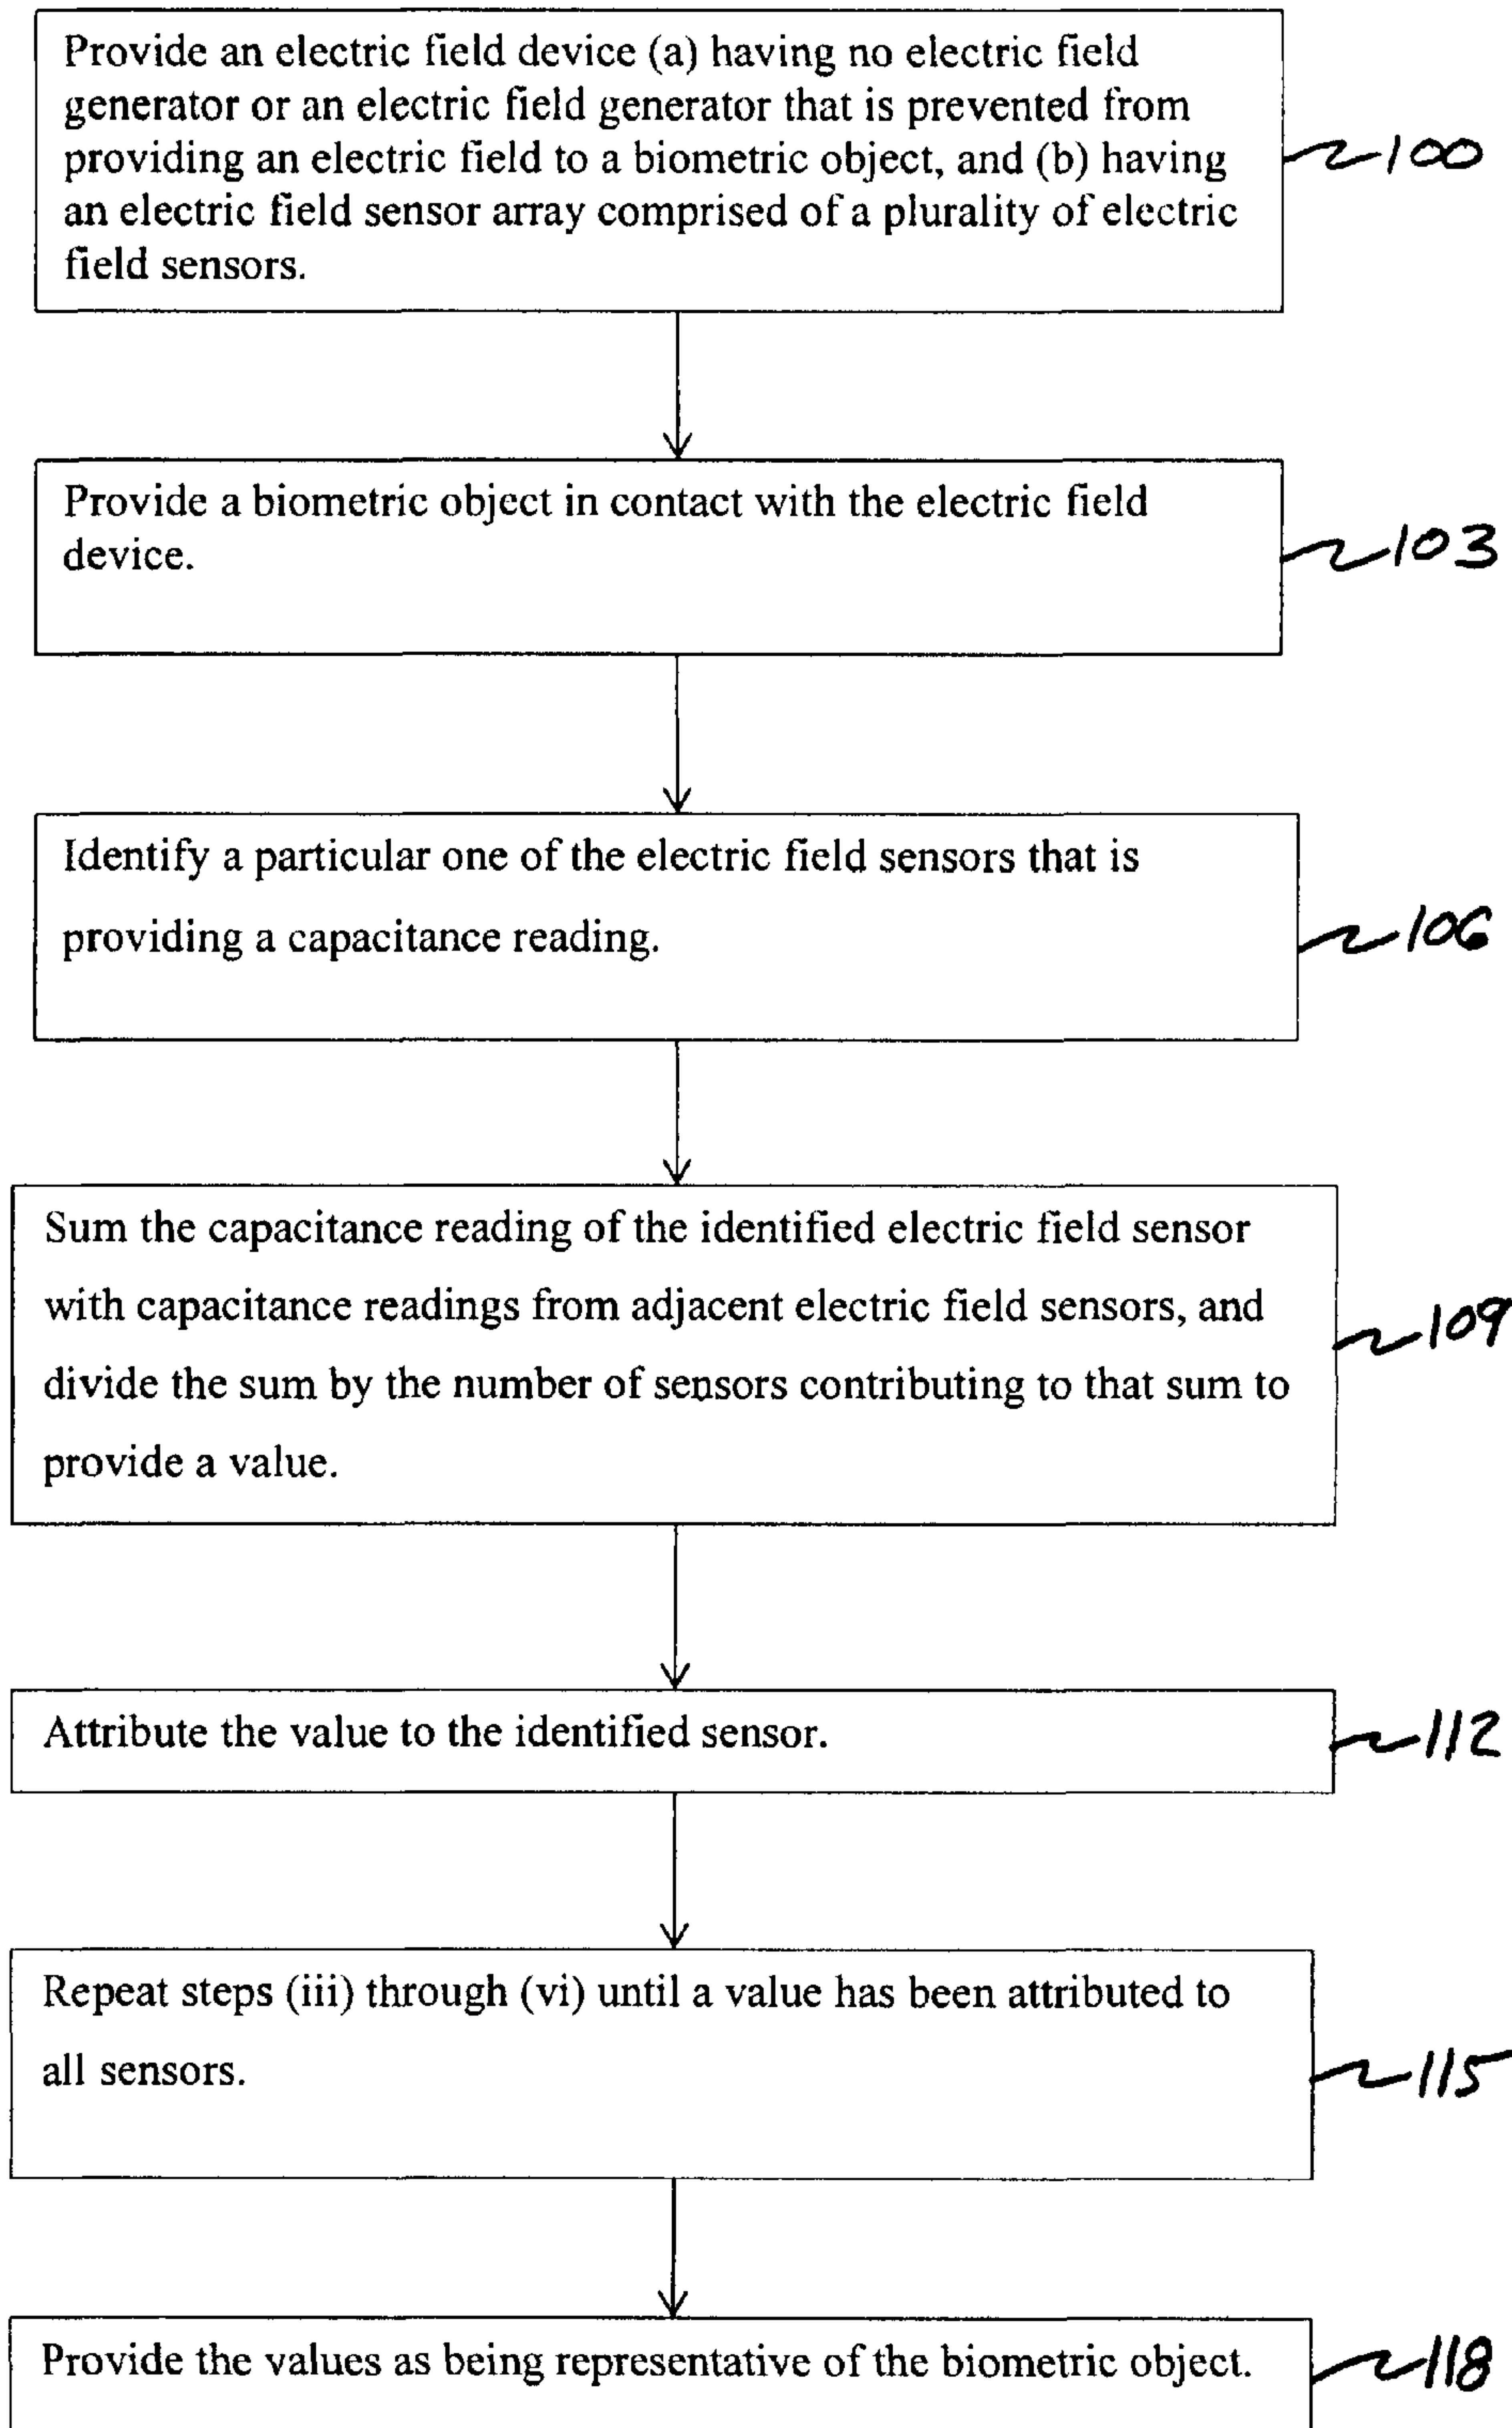 Provide an electric field device (a) having no electric field
generator or an electric field generator that is prevented from
providing an electric field to a biometric object, and (b) having
an electric field sensor array comprised of a plurality of electric
field sensors.
100
Provide a biometric object in contact with the electric field
device.
103
Identify a particular one of the electric field sensors that is
providing a capacitance reading.
106
Sum the capacitance reading of the identified electric field sensor
with capacitance readings from adjacent electric field sensors, and
divide the sum by the number of sensors contributing to that sum to
provide a value.
109
Attribute the value to the identified sensor.
112
Repeat steps (iii) through (vi) until a value has been attributed to
all sensors.
115
Provide the values as being representative of the biometric object.
118